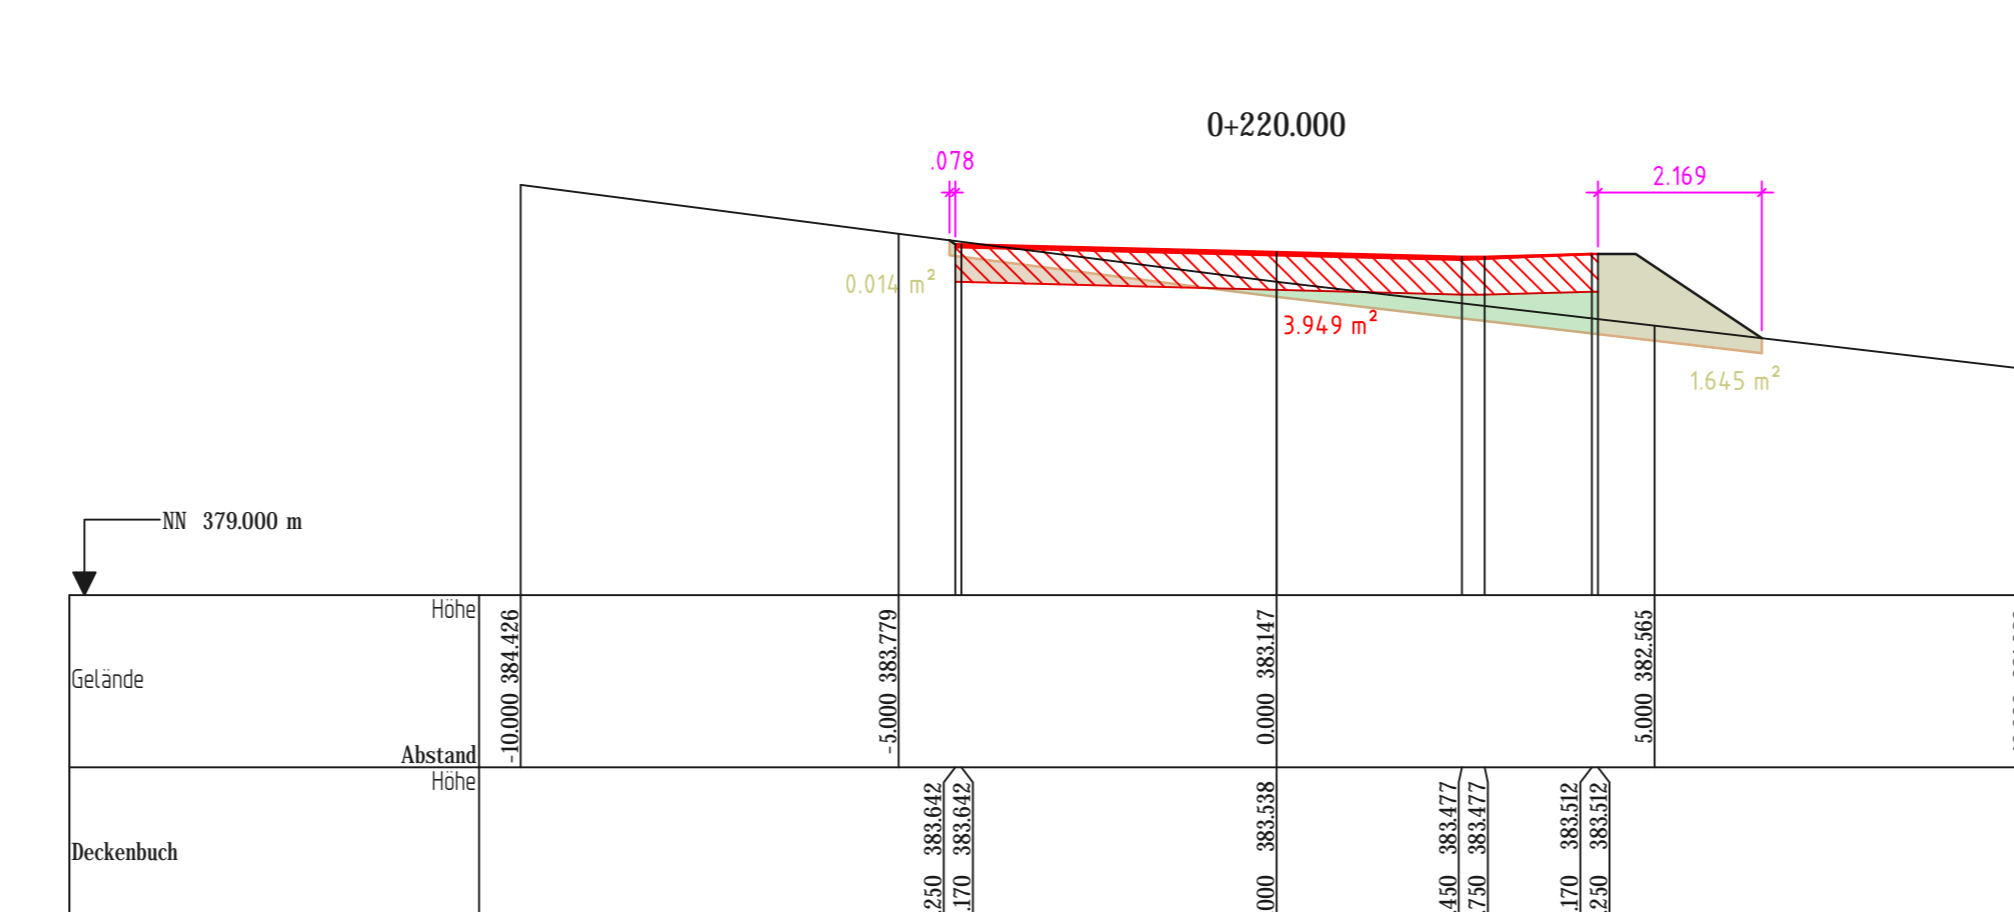 0+220.000
.078
2.169
0.014 m²
3.949 m²
1.645 m²
NN 379.000 m
Höhe
Gelände
Abstand
-10.000 384.426
-5.000 383.779
0.000 383.147
5.000 382.565
Höhe
Deckenbuch
.250 383.642
.170 383.642
000 383.538
.450 383.477
.750 383.477
.170 383.512
.250 383.512